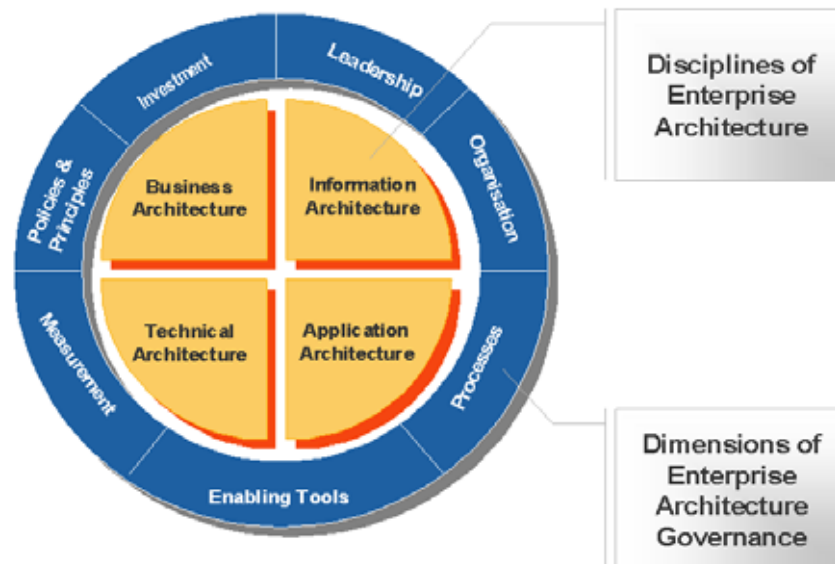 Leadership
Investment
Disciplines of
Enterprise
Architecture
Organisation
Policies &
Principles
Business
Architecture
Information
Architecture
Technical
Architecture
Application
Architecture
Measurement
Processes
Enabling Tools
Dimensions of
Enterprise
Architecture
Governance